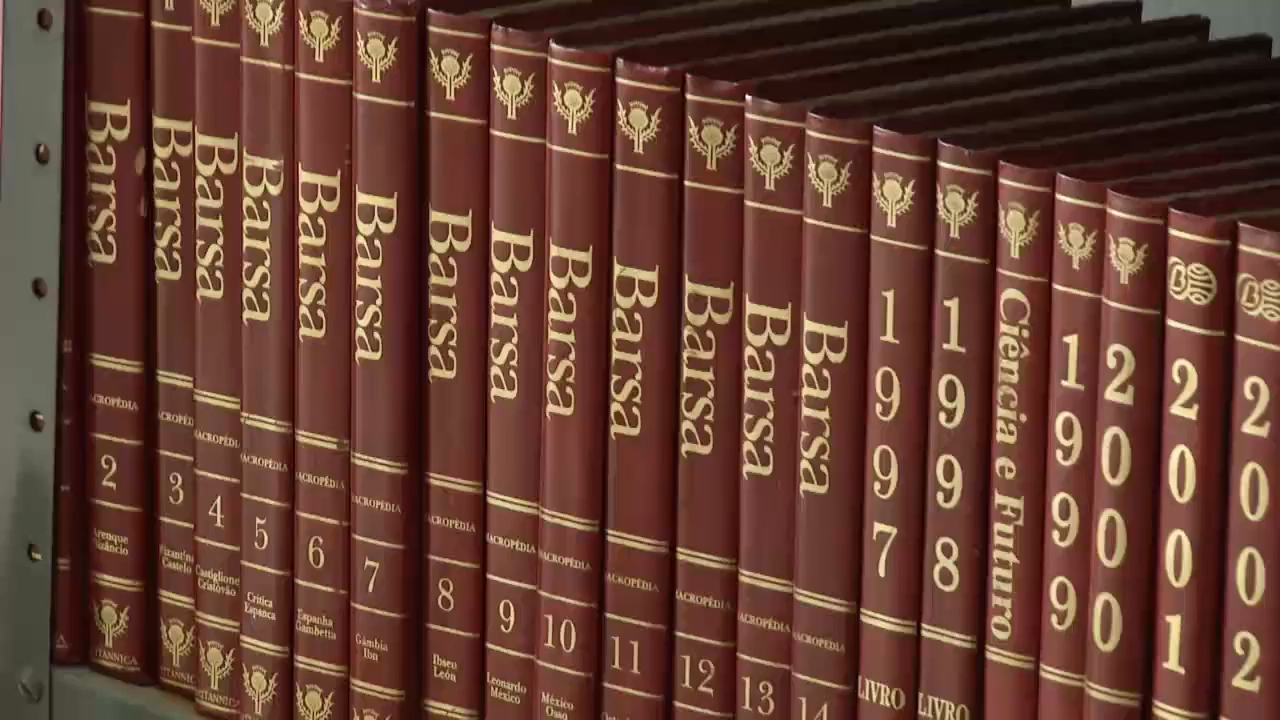 Barsa
2
Barsa
3
Barsa
4
Castiglione
Cristóvão
Barsa
5
Crítica
Espanca
Barsa
6
Espanha
Gambetta
Barsa
7
Gâmbia
Ibn
Barsa
8
Ibsen
León
Barsa
9
Leonardo
México
Barsa
10
México
Osso
Barsa
11
Barsa
12
Barsa
13
Barsa
14
1997
LIVRO
1998
LIVRO
Ciência e Futuro
1999
2000
2001
2002